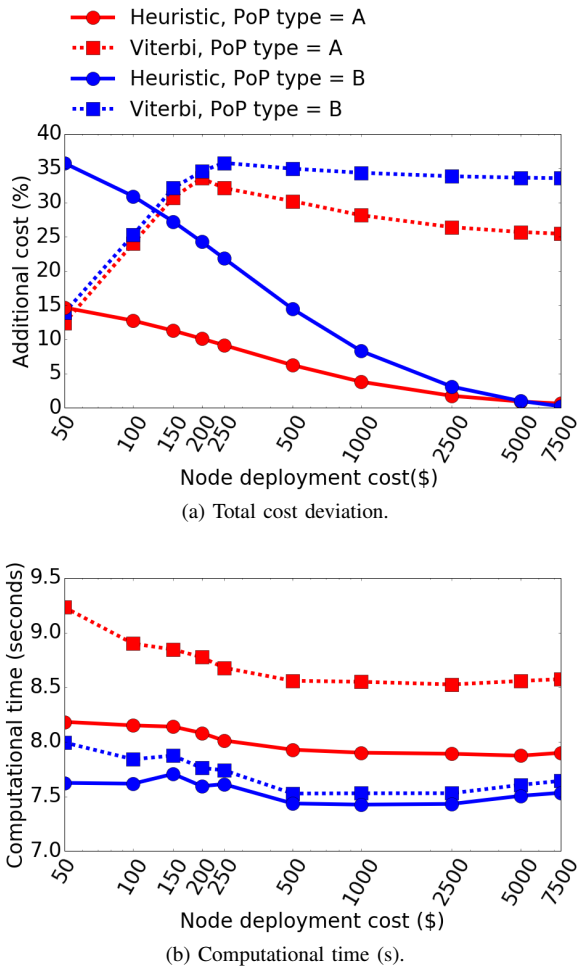 Heuristic, PoP type = A
Viterbi, PoP type = A
Heuristic, PoP type = B
Viterbi, PoP type = B
40
35
30
25
20
15
10
5
0
Additional cost (%)
50 100 150 200 250 500 1000 2500 5000 7500
Node deployment cost($)
(a) Total cost deviation.
9.5
9.0
8.5
8.0
7.5
7.0
Computational time (seconds)
50 100 150 200 250 500 1000 2500 5000 7500
Node deployment cost ($)
(b) Computational time (s).